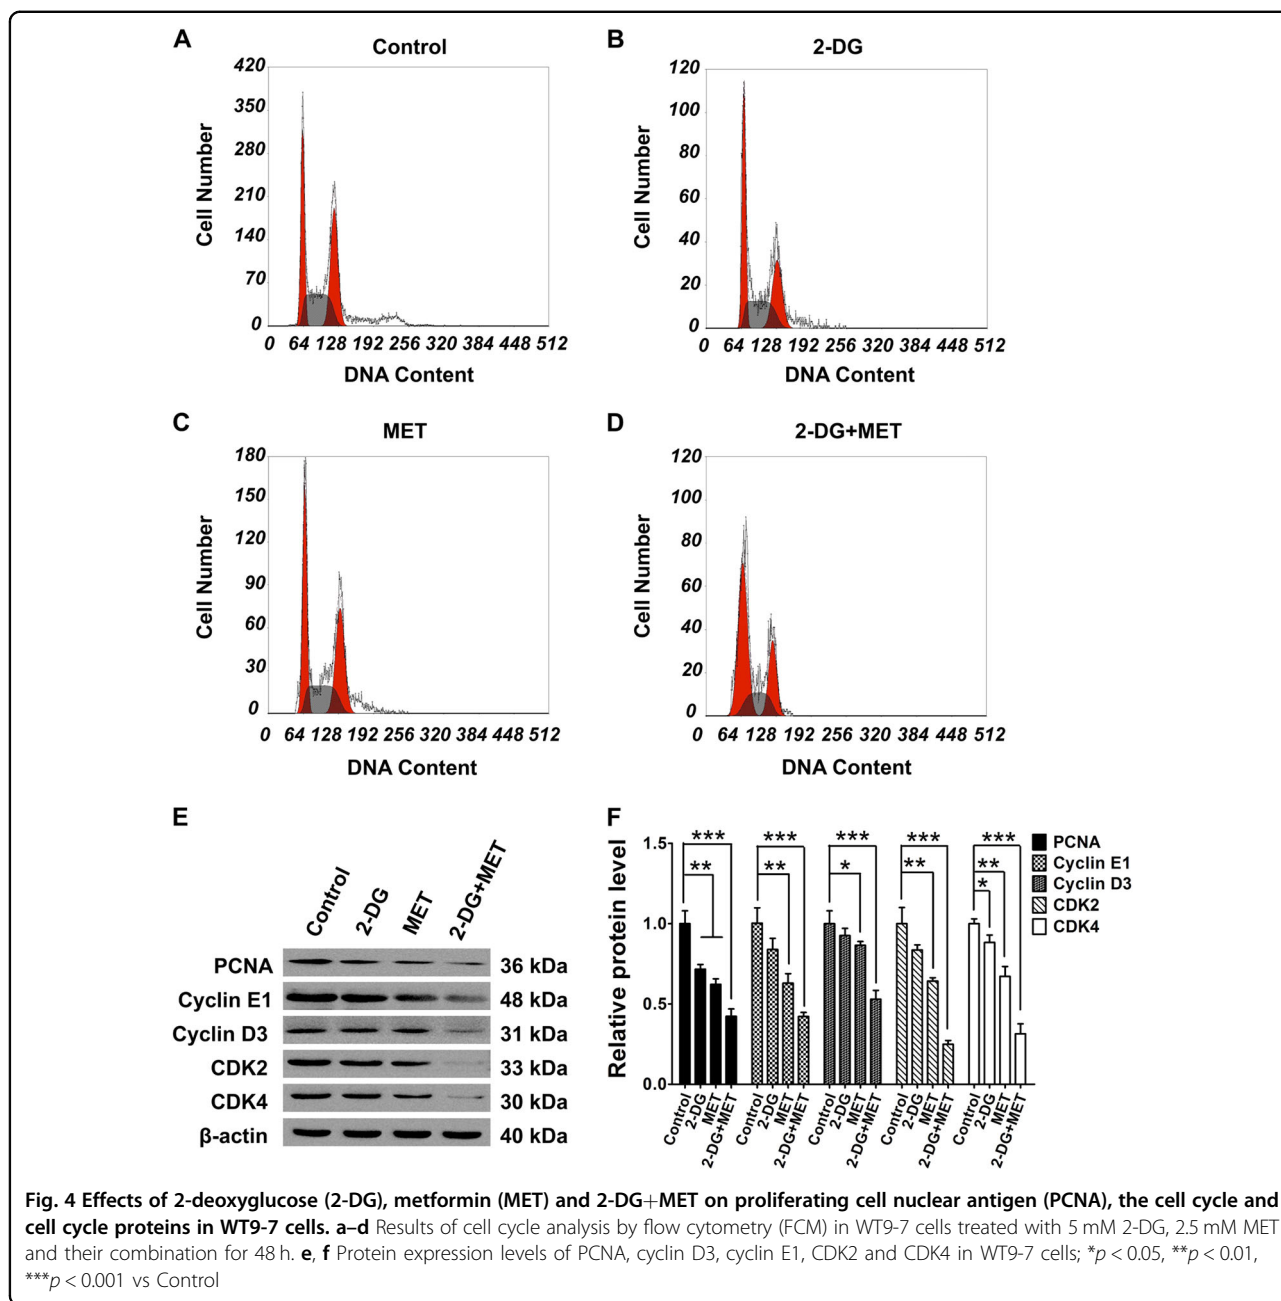 A
Control
420
350
280
210
140
70
0
Cell Number
0 64 128 192 256 320 384 448 512
DNA Content
B
2-DG
120
100
80
60
40
20
0
Cell Number
0 64 128 192 256 320 384 448 512
DNA Content
C
MET
180
150
120
90
60
30
0
Cell Number
0 64 128 192 256 320 384 448 512
DNA Content
D
2-DG+MET
120
100
80
60
40
20
0
Cell Number
0 64 128 192 256 320 384 448 512
DNA Content
E
Control 2-DG MET 2-DG+MET
PCNA 36 kDa
Cyclin E1 48 kDa
Cyclin D3 31 kDa
CDK2 33 kDa
CDK4 30 kDa
β-actin 40 kDa
F
Relative protein level
1.5
1.0
0.5
0.0
*** *** *** *** ***
** ** * ** **
*
PCNA
Cyclin E1
Cyclin D3
CDK2
CDK4
Control 2-DG MET 2-DG+MET Control 2-DG MET 2-DG+MET Control 2-DG MET 2-DG+MET Control 2-DG MET 2-DG+MET Control 2-DG MET 2-DG+MET
Fig. 4 Effects of 2-deoxyglucose (2-DG), metformin (MET) and 2-DG+MET on proliferating cell nuclear antigen (PCNA), the cell cycle and
cell cycle proteins in WT9-7 cells. a–d Results of cell cycle analysis by flow cytometry (FCM) in WT9-7 cells treated with 5 mM 2-DG, 2.5 mM MET
and their combination for 48 h. e, f Protein expression levels of PCNA, cyclin D3, cyclin E1, CDK2 and CDK4 in WT9-7 cells; *p < 0.05, **p < 0.01,
***p < 0.001 vs Control